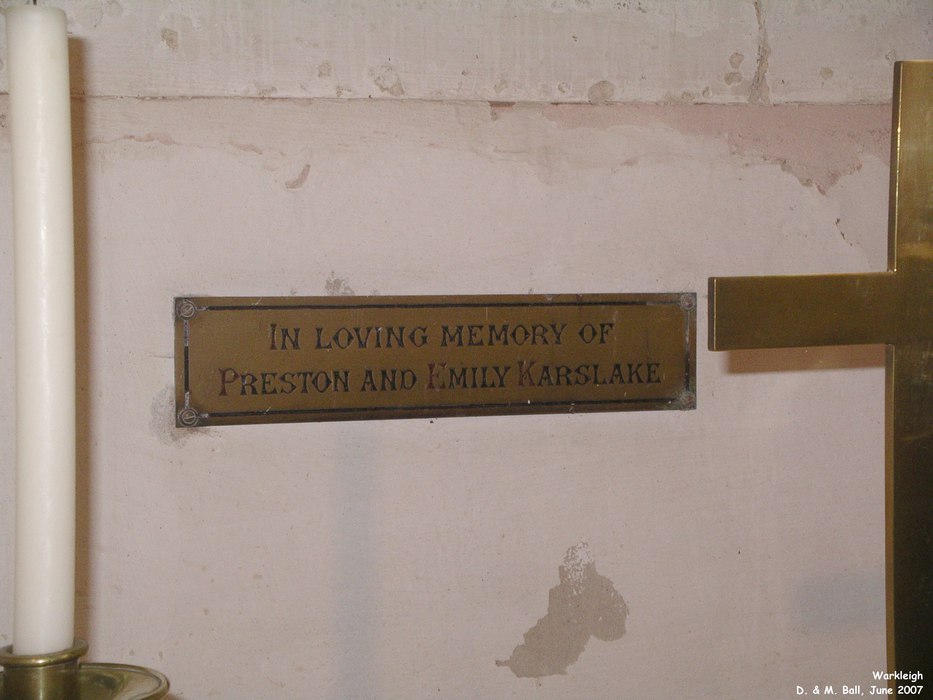 In loving memory of
Preston and Emily Karslake
Warkleigh
D. & M. Ball, June 2007